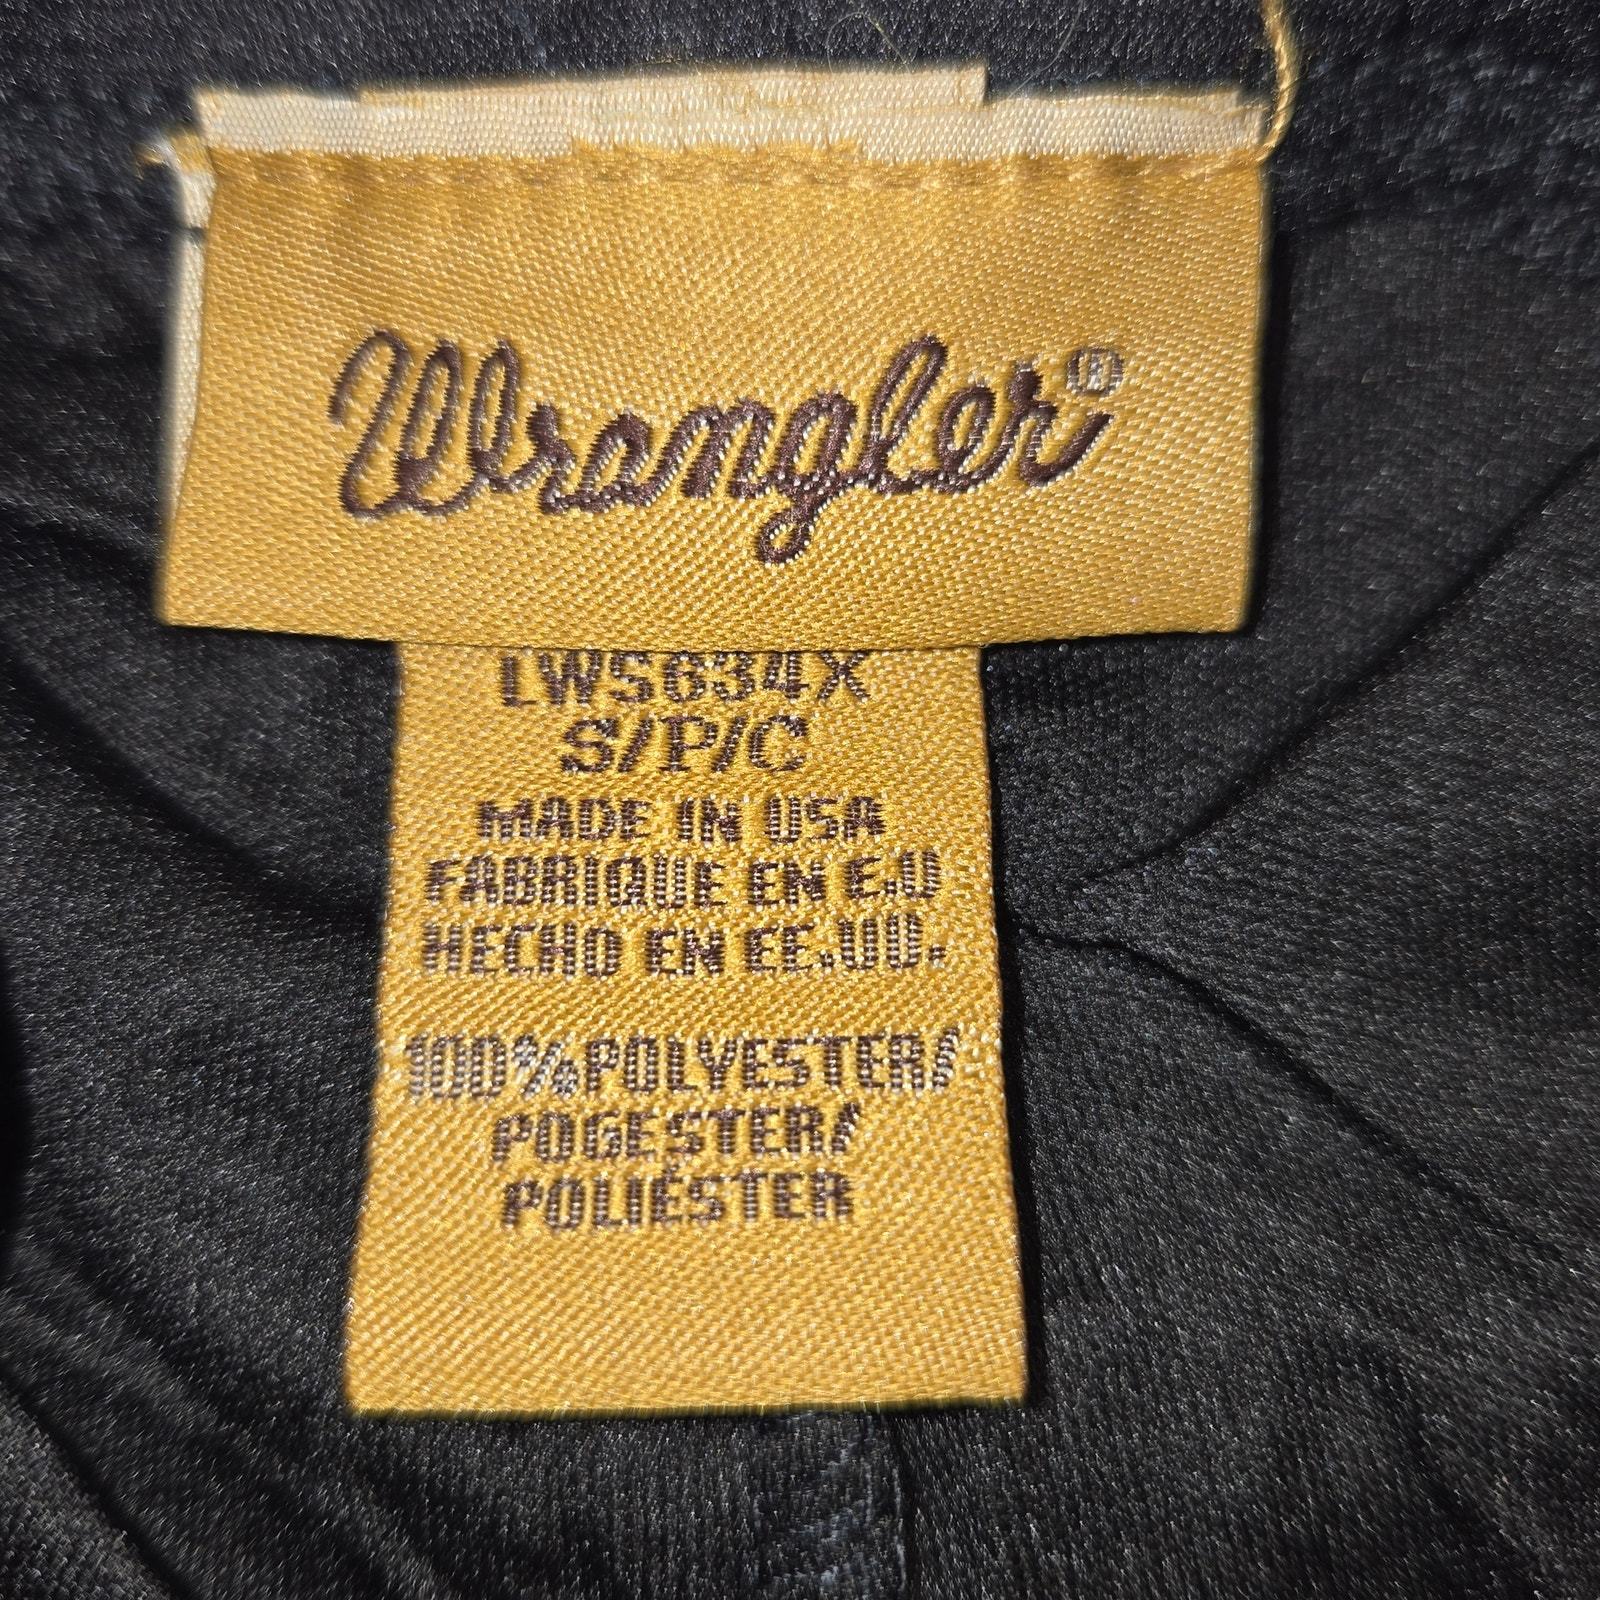 Wrangler®
LWS634X
S/P/C
MADE IN USA
FABRIQUE EN E.U
HECHO EN EE.UU.
100% POLYESTER/
POGESTER/
POLIÉSTER